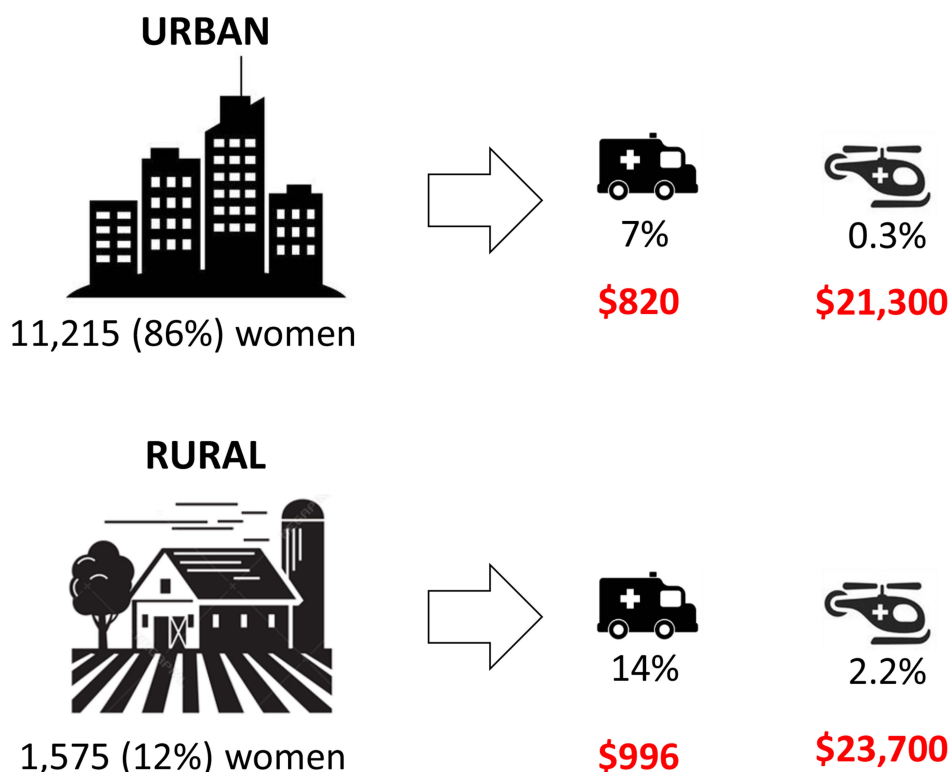 URBAN
7%
0.3%
$820
$21,300
11,215 (86%) women
RURAL
14%
2.2%
1,575 (12%) women
$996
$23,700